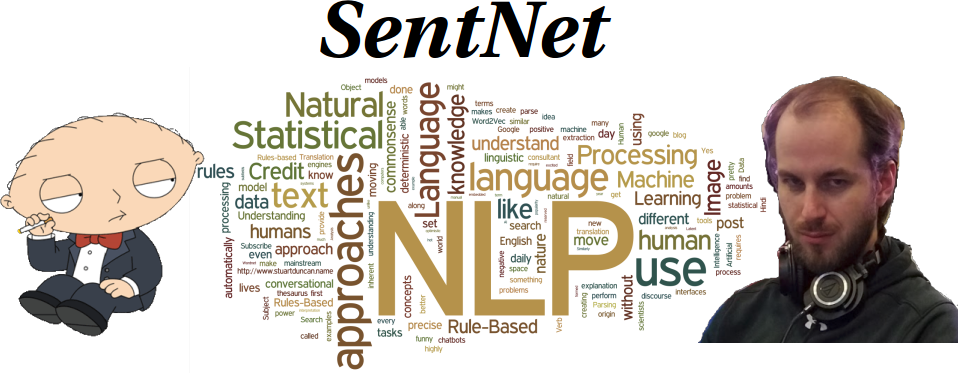 SentNet
models
Object
done
might
Natural
Language
knowledge
terms
makes
create
parse
words
able
Word2Vec
similar
idea
Statistical
commonsense
deterministic
Google
positive
machine
many
day
Human
using
google
blog
extraction
understand
linguistic
consultant
field
Processing
Yes
Rules-based
Translation
engines
rules
Credit
know
moving
language
Machine
Image
pretty
Data
find
amounts
problem
statistical
Hindi
processing
model
data
text
approaches
Learning
Understanding
provide
humans
along
set
like
search
get
new
translation
different
tools
post
automatically
Subscribe
even
approach
understanding
world
English
nature
natural
move
human
Intelligence
Artificial
requires
process
make
mainstream
http://www.stuartduncan.name
inherent
NLP
negative
daily
space
something
problems
use
lives
conversational
thesaurus
first
Subject
Rules-Based
power
examples
Search
called
concepts
better
every
tasks
precise
Rule-Based
funny
chatbots
highly
Verb
creating
explanation
perform
Parsing
origin
without
scientists
discourse
interfaces